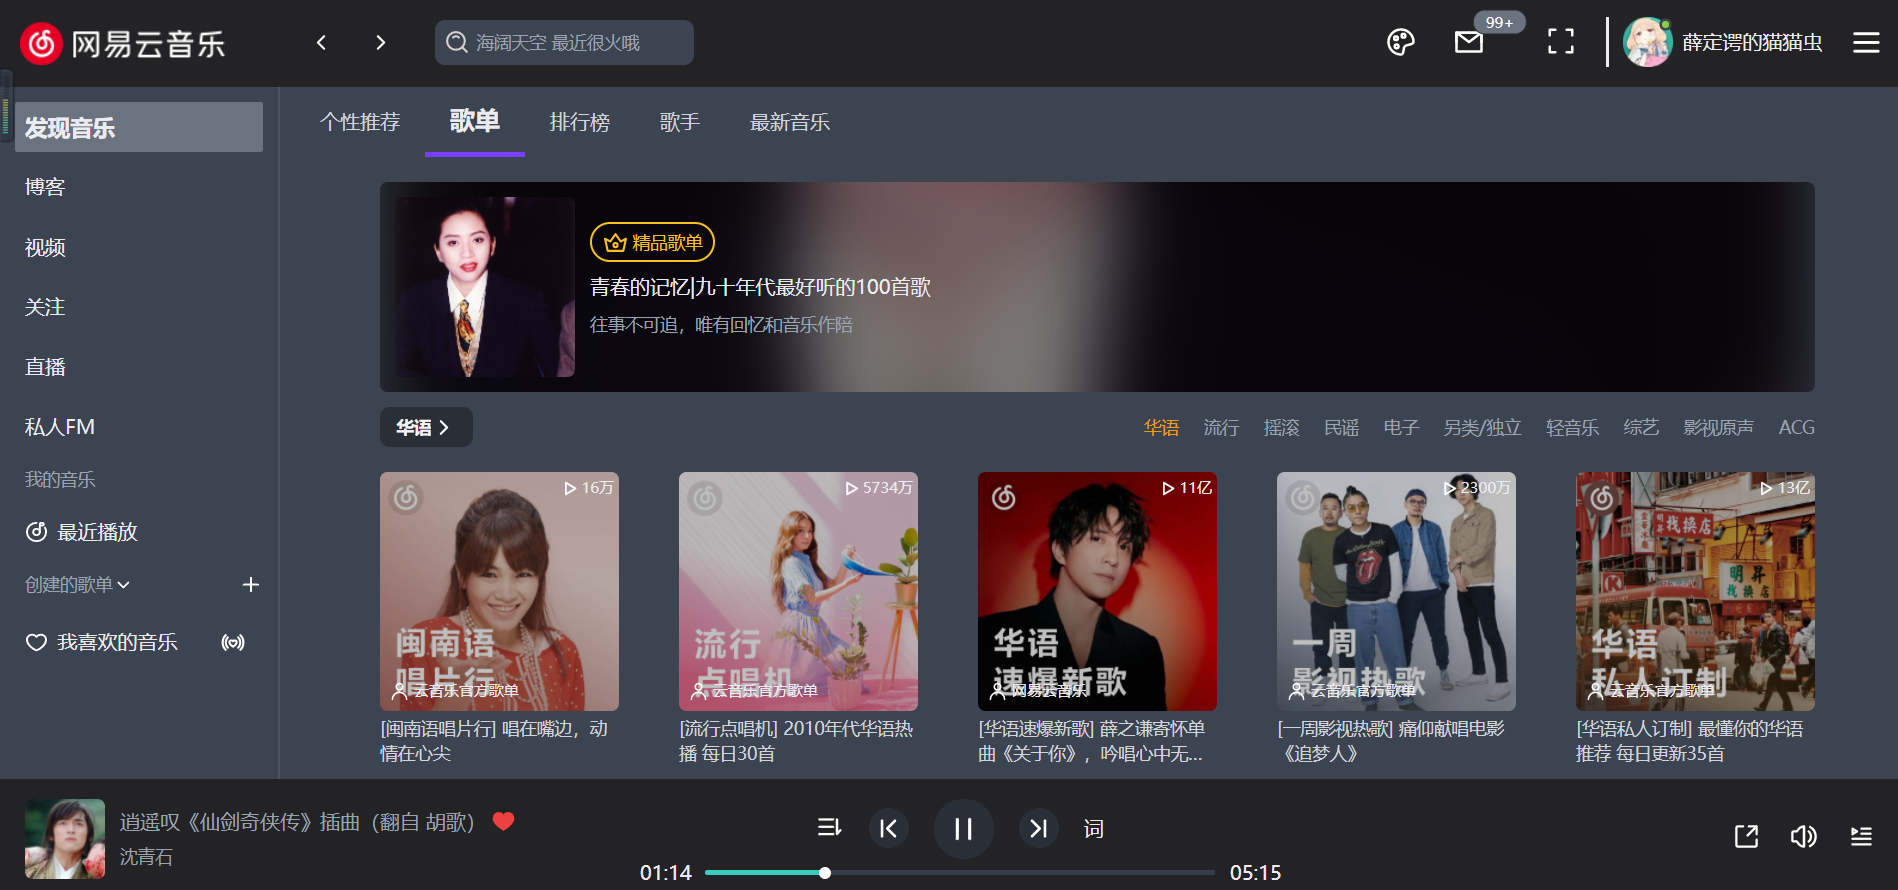 网易云音乐
海阔天空 最近很火哦
99+
薛定谔的猫猫虫
发现音乐
博客
视频
关注
直播
私人FM
我的音乐
最近播放
创建的歌单
我喜欢的音乐
个性推荐
歌单
排行榜
歌手
最新音乐
精品歌单
青春的记忆|九十年代最好听的100首歌
往事不可追，唯有回忆和音乐作陪
华语
华语
流行
摇滚
民谣
电子
另类/独立
轻音乐
综艺
影视原声
ACG
16万
闽南语
唱片行
云音乐官方歌单
[闽南语唱片行] 唱在嘴边，动
情在心尖
5734万
流行
点唱机
云音乐官方歌单
[流行点唱机] 2010年代华语热
播 每日30首
11亿
华语
速爆新歌
网易云音乐
[华语速爆新歌] 薛之谦寄怀单
曲《关于你》，吟唱心中无...
2300万
一周
影视热歌
云音乐官方歌单
[一周影视热歌] 痛仰献唱电影
《追梦人》
13亿
找换店
明昇
找换店
华语
私人订制
云音乐官方歌单
[华语私人订制] 最懂你的华语
推荐 每日更新35首
逍遥叹《仙剑奇侠传》插曲（翻自 胡歌）
沈青石
词
01:14
05:15